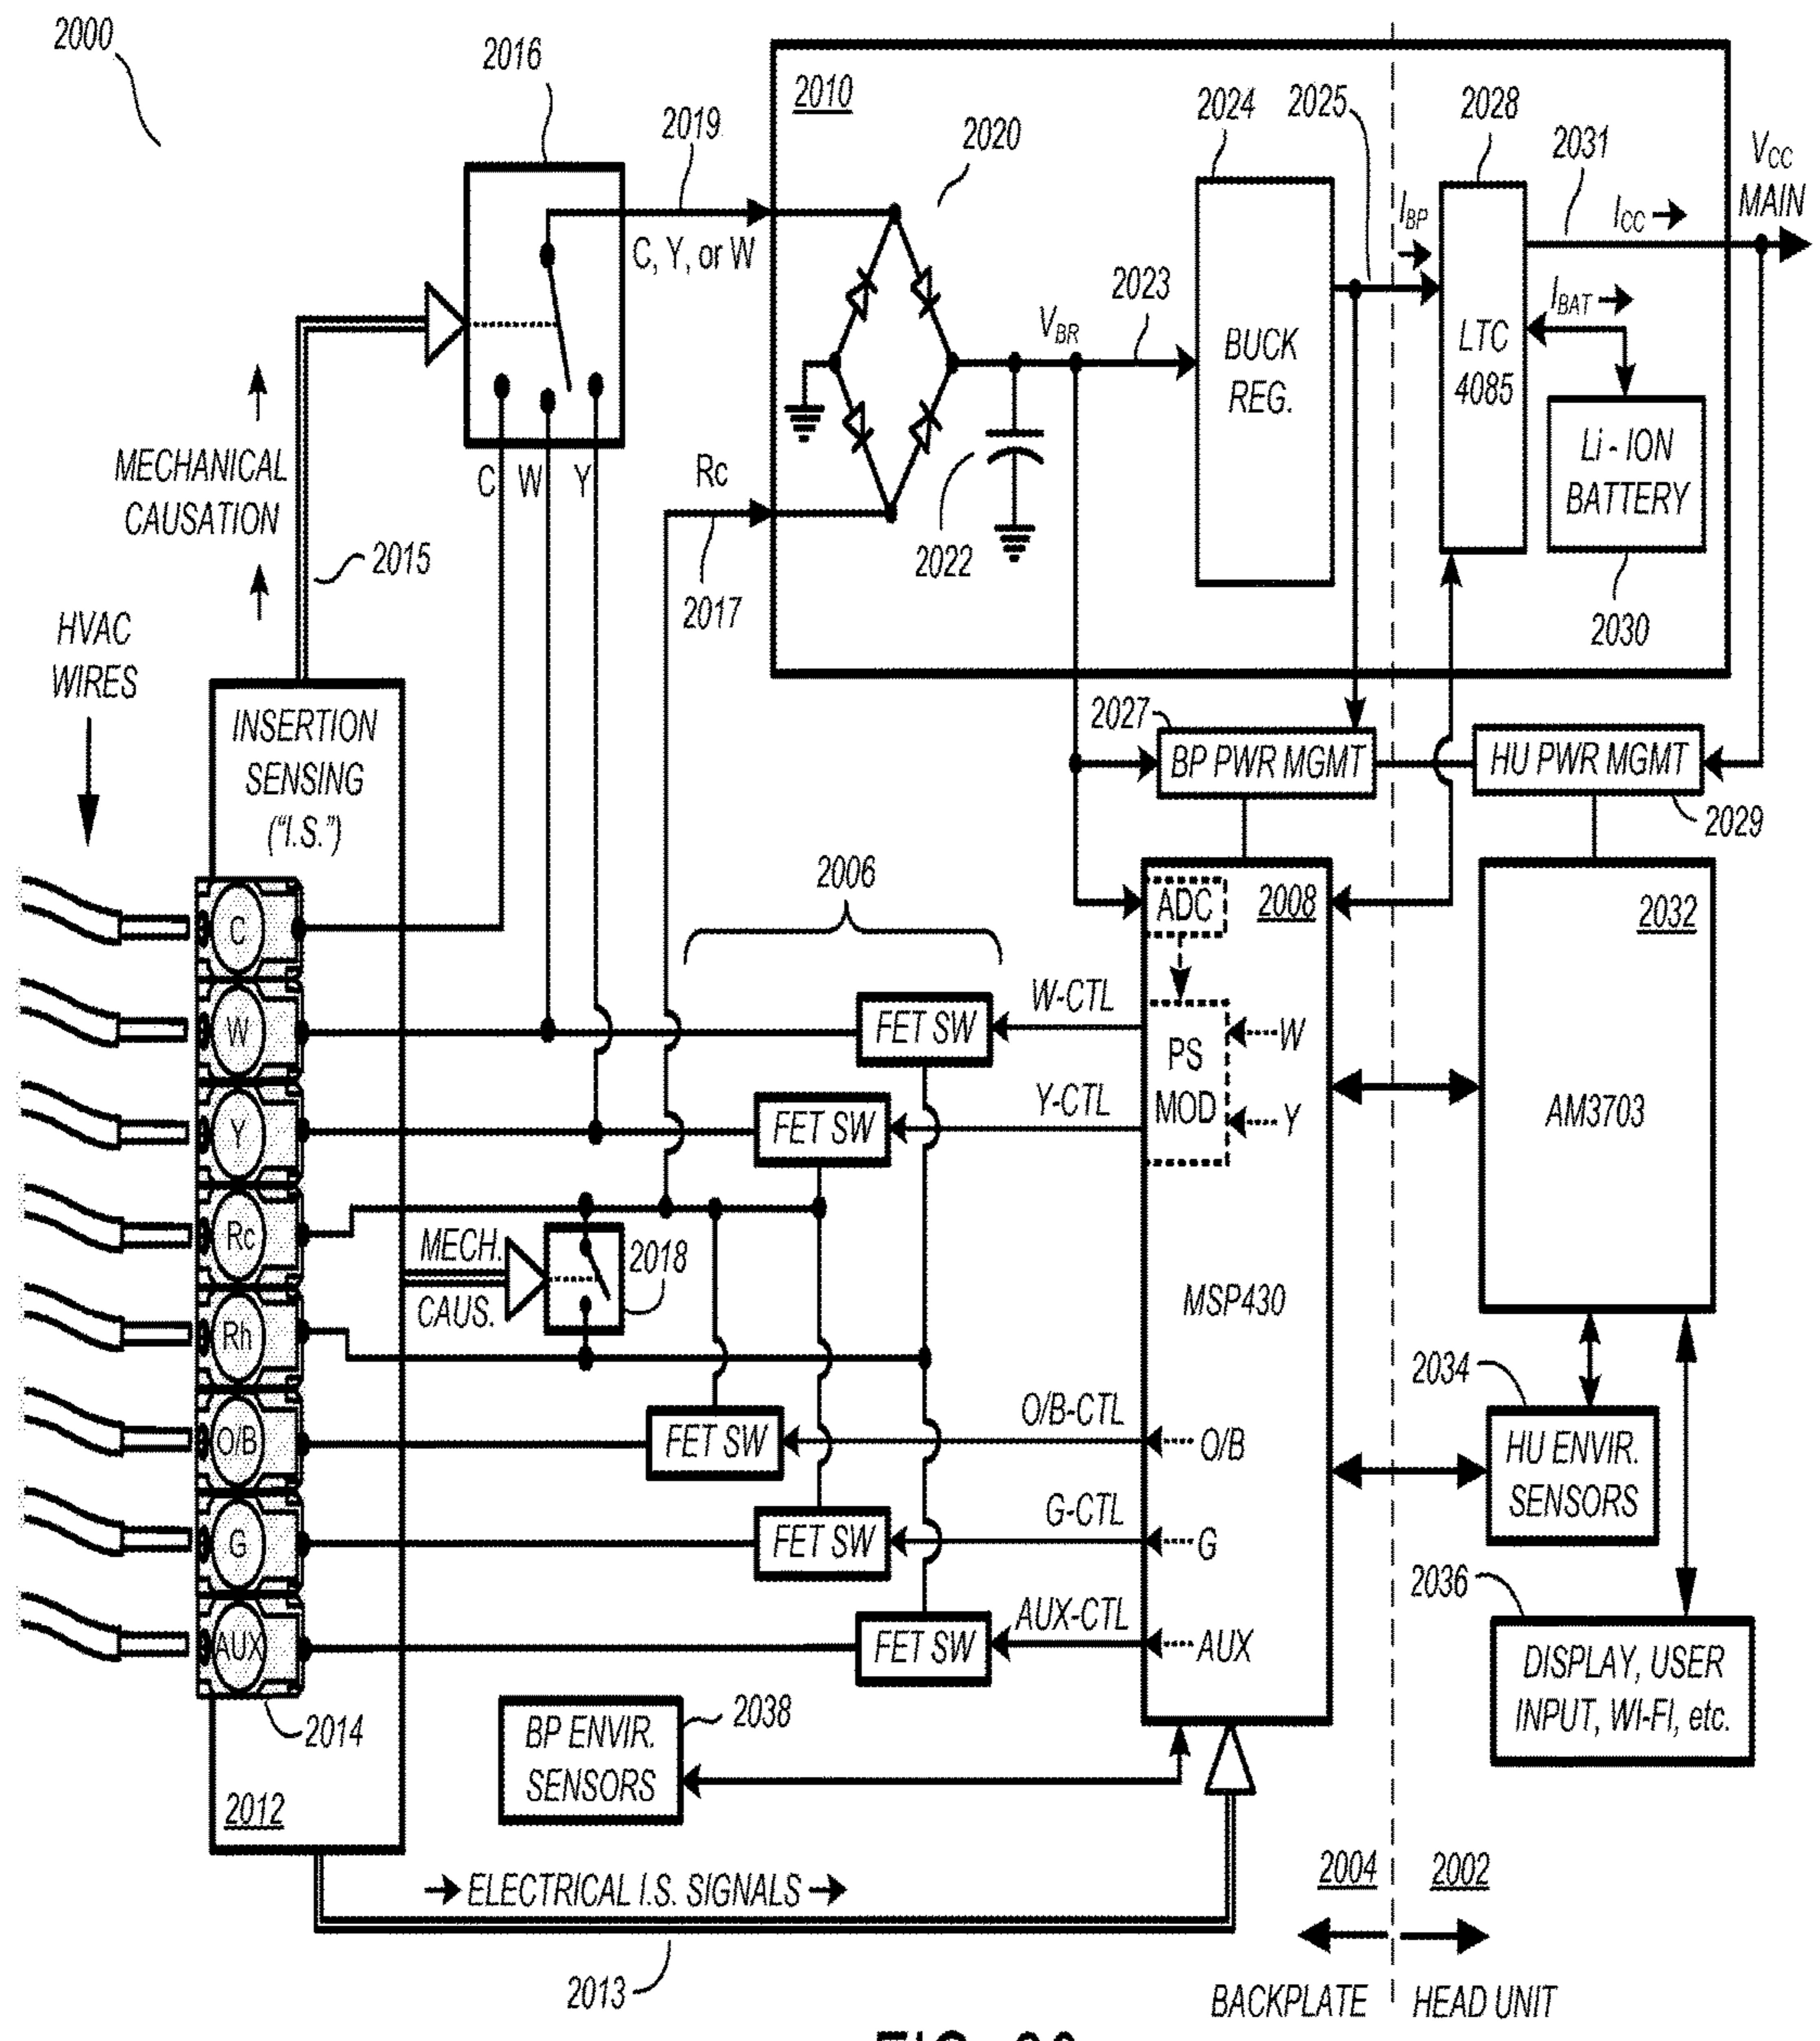 2000
2016
2019
C, Y, or W
2010
2020
2024
2025
2028
2031
VCC
MAIN
ICC
IBP
IBAT
VBR
2023
BUCK
REG.
LTC
4085
Li - ION
BATTERY
2030
2022
Rc
2017
C
W
Y
MECHANICAL
CAUSATION
2015
HVAC
WIRES
INSERTION
SENSING
("I.S.")
2027
BP PWR MGMT
HU PWR MGMT
2029
2006
ADC
2008
2032
C
W
Y
Rc
Rh
O/B
G
AUX
FET SW
W-CTL
PS
MOD
W
FET SW
Y-CTL
Y
AM3703
MECH.
CAUS.
2018
MSP430
2034
FET SW
O/B-CTL
O/B
HU ENVIR.
SENSORS
FET SW
G-CTL
G
2036
FET SW
AUX-CTL
AUX
DISPLAY, USER
INPUT, WI-FI, etc.
2014
BP ENVIR.
SENSORS
2038
2012
ELECTRICAL I.S. SIGNALS
2013
2004
2002
BACKPLATE
HEAD UNIT